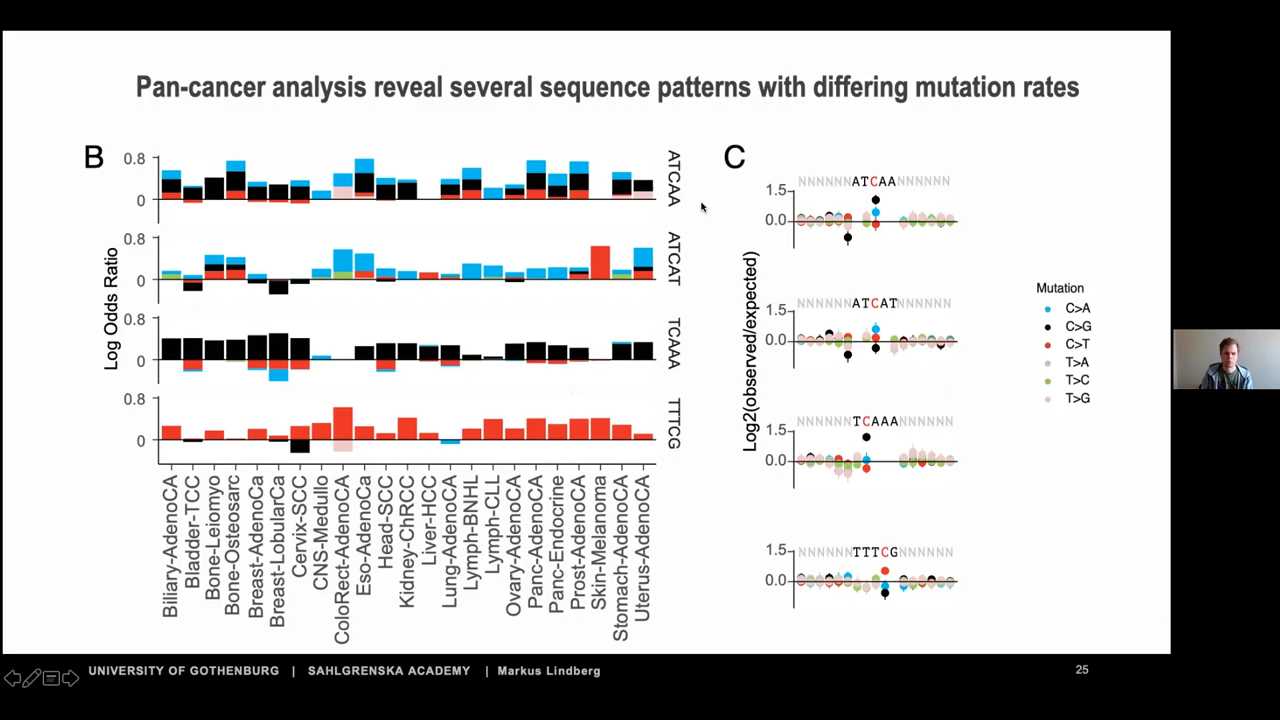 Pan-cancer analysis reveal several sequence patterns with differing mutation rates
B
Log Odds Ratio
0.8
0
ATCAA
0.8
0
ATCAT
0.8
0
TCAAA
0.8
0
TTTCG
Biliary-AdenoCA
Bladder-TCC
Bone-Leiomyo
Bone-Osteosarc
Breast-AdenoCa
Breast-LobularCa
Cervix-SCC
CNS-Medullo
ColoRect-AdenoCA
Eso-AdenoCa
Head-SCC
Kidney-ChRCC
Liver-HCC
Lung-AdenoCA
Lymph-BNHL
Lymph-CLL
Ovary-AdenoCA
Panc-AdenoCA
Panc-Endocrine
Prost-AdenoCA
Skin-Melanoma
Stomach-AdenoCA
Uterus-AdenoCA
C
Log2(observed/expected)
NNNNNNATCAANNNNNN
1.5
0.0
NNNNNNATCATNNNNNN
1.5
0.0
NNNNNNTCAAANNNNNN
1.5
0.0
NNNNNNTTTCGNNNNNN
1.5
0.0
Mutation
C>A
C>G
C>T
T>A
T>C
T>G
UNIVERSITY OF GOTHENBURG | SAHLGRENSKA ACADEMY | Markus Lindberg
25